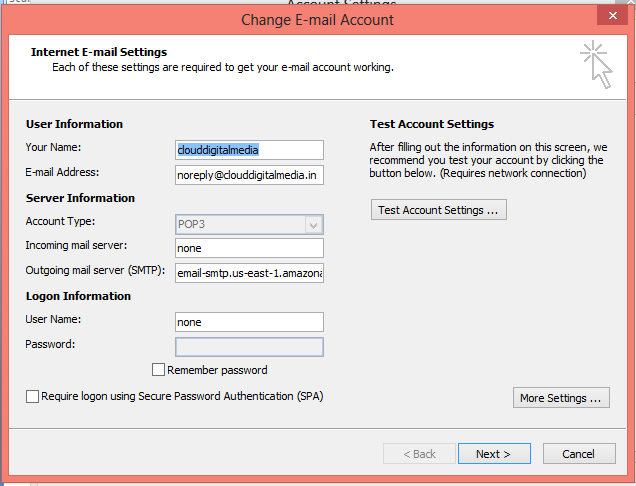 Account Settings
Change E-mail Account
Internet E-mail Settings
Each of these settings are required to get your e-mail account working.
User Information
Your Name: clouddigitalmedia
E-mail Address: noreply@clouddigitalmedia.in
Server Information
Account Type: POP3
Incoming mail server: none
Outgoing mail server (SMTP): email-smtp.us-east-1.amazona
Logon Information
User Name: none
Password:
Remember password
Require logon using Secure Password Authentication (SPA)
Test Account Settings
After filling out the information on this screen, we
recommend you test your account by clicking the
button below. (Requires network connection)
Test Account Settings ...
More Settings ...
< Back
Next >
Cancel